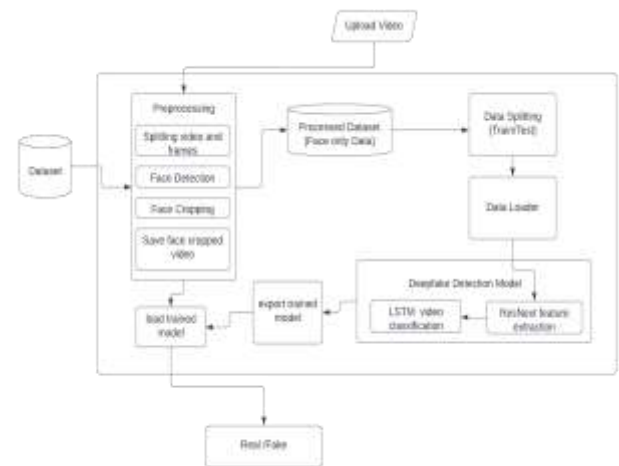 Upload Video
Preprocessing
Splitting video and
frames
Face Detection
Face Cropping
Save face cropped
video
Dataset
Processed Dataset
(Face only Data)
Data Splitting
(Train/Test)
Data Loader
Deepfake Detection Model
LSTM video
classification
ResNext feature
extraction
export trained
model
load trained
model
Real /Fake